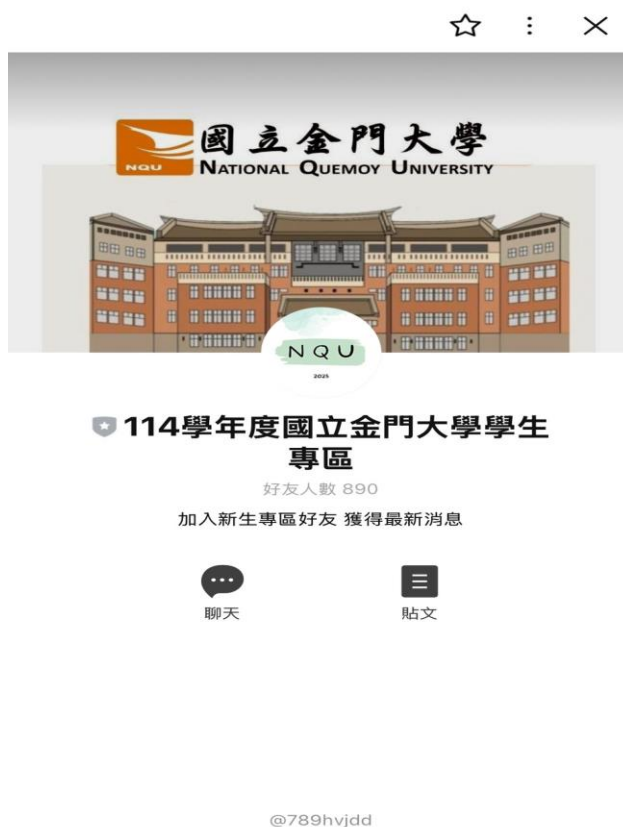 NQU
國立金門大學
NATIONAL QUEMOY UNIVERSITY
NQU
2025
114學年度國立金門大學學生
專區
好友人數 890
加入新生專區好友 獲得最新消息
聊天
貼文
@789hvjdd